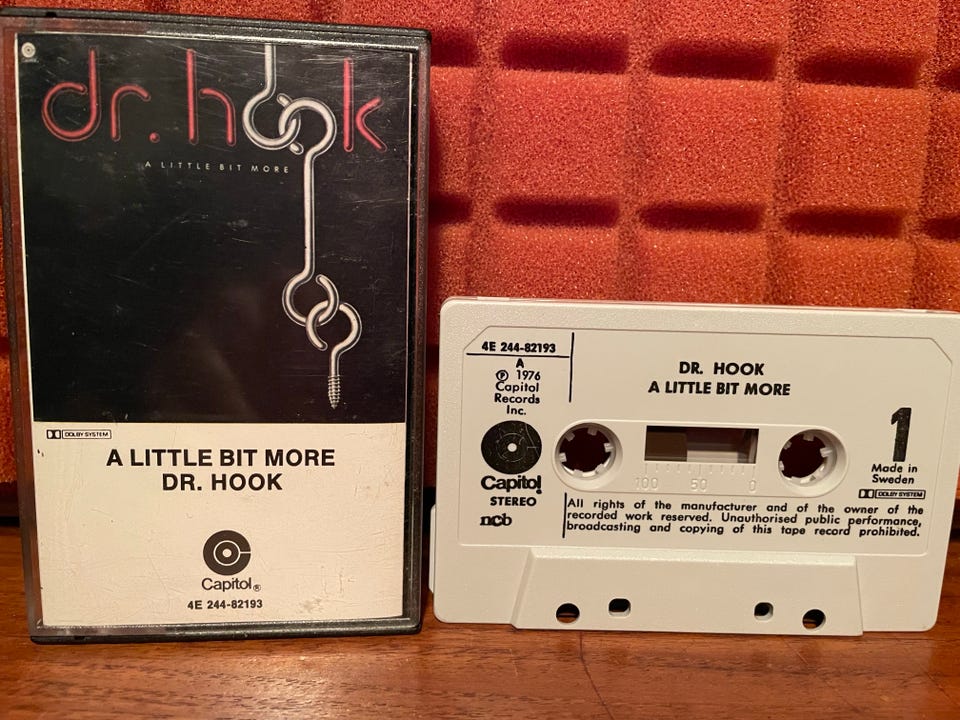 dr. hook
A LITTLE BIT MORE
DOLBY SYSTEM
A LITTLE BIT MORE
DR. HOOK
Capitol®
4E 244-82193
4E 244-82193
A
℗ 1976
Capitol
Records
Inc.
Capitol
STEREO
ncb
DR. HOOK
A LITTLE BIT MORE
100 50 0
1
Made in
Sweden
DOLBY SYSTEM
All rights of the manufacturer and of the owner of the
recorded work reserved. Unauthorised public performance,
broadcasting and copying of this tape record prohibited.